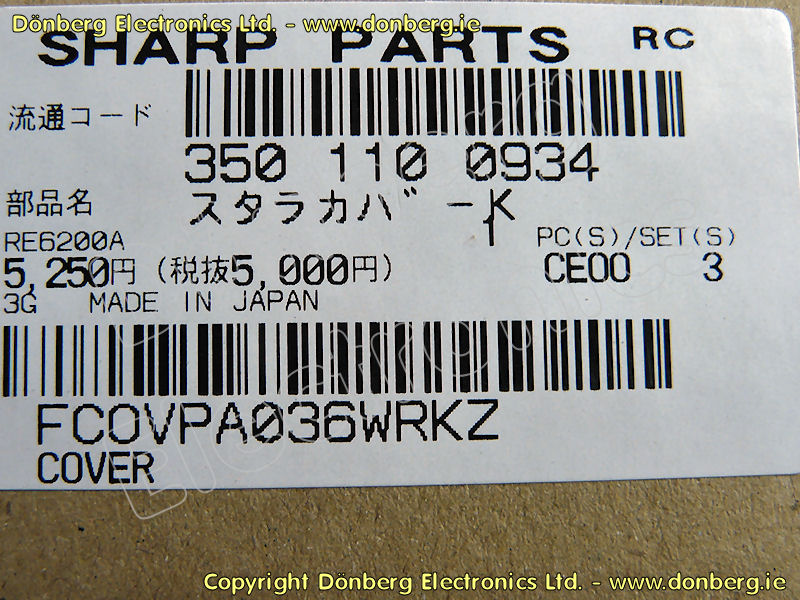 Dönberg Electronics Ltd. - www.donberg.ie
SHARP PARTS RC
流通コード
350 110 0934
部品名 スタラカバ゛ーK
RE6200A 1 PC(S)/SET(S)
5,250円 (税抜5,000円) CE00 3
3G MADE IN JAPAN
FCOVPA036WRKZ
COVER
Copyright Dönberg Electronics Ltd. - www.donberg.ie